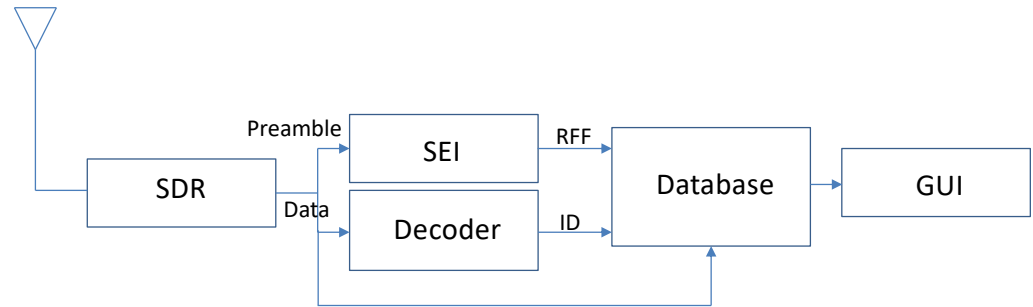 Preamble
SEI
RFF
SDR
Data
Decoder
ID
Database
GUI